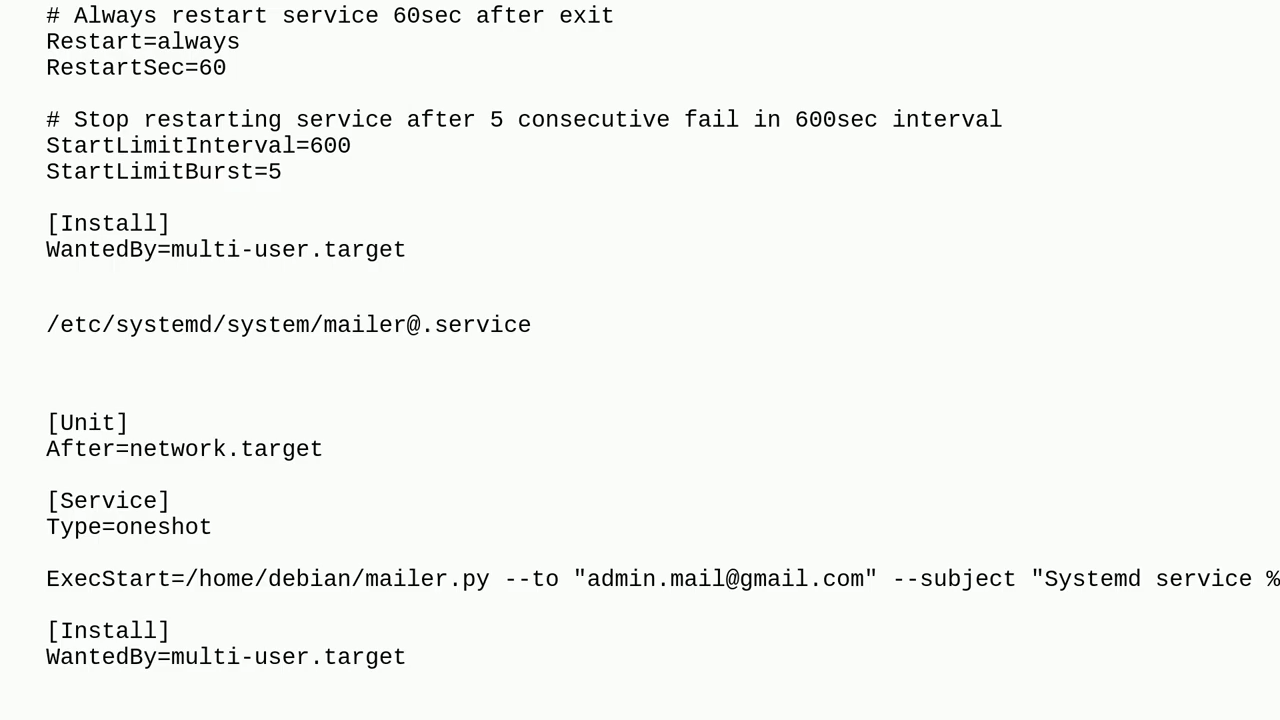 # Always restart service 60sec after exit
Restart=always
RestartSec=60
# Stop restarting service after 5 consecutive fail in 600sec interval
StartLimitInterval=600
StartLimitBurst=5
[Install]
WantedBy=multi-user.target
/etc/systemd/system/mailer@.service
[Unit]
After=network.target
[Service]
Type=oneshot
ExecStart=/home/debian/mailer.py --to "admin.mail@gmail.com" --subject "Systemd service %
[Install]
WantedBy=multi-user.target